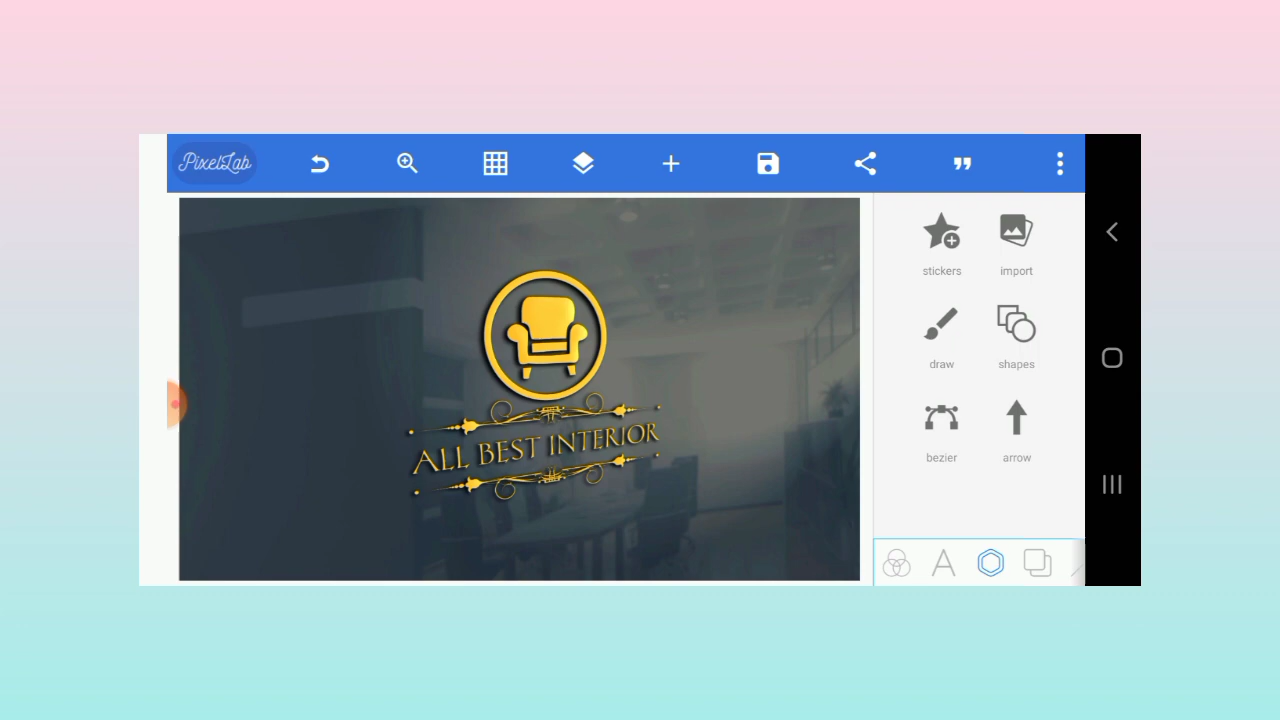 PixelLab
stickers
import
draw
shapes
ALL BEST INTERIOR
bezier
arrow